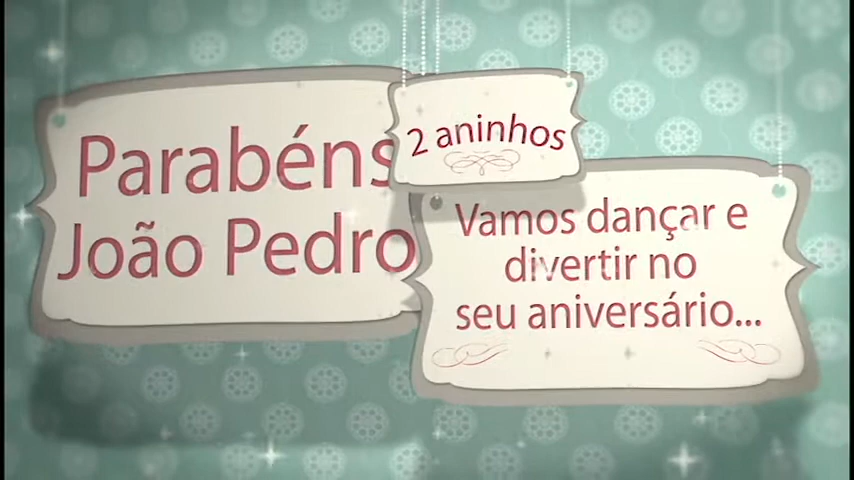 Parabéns
João Pedro
2 aninhos
Vamos dançar e
divertir no
seu aniversário...